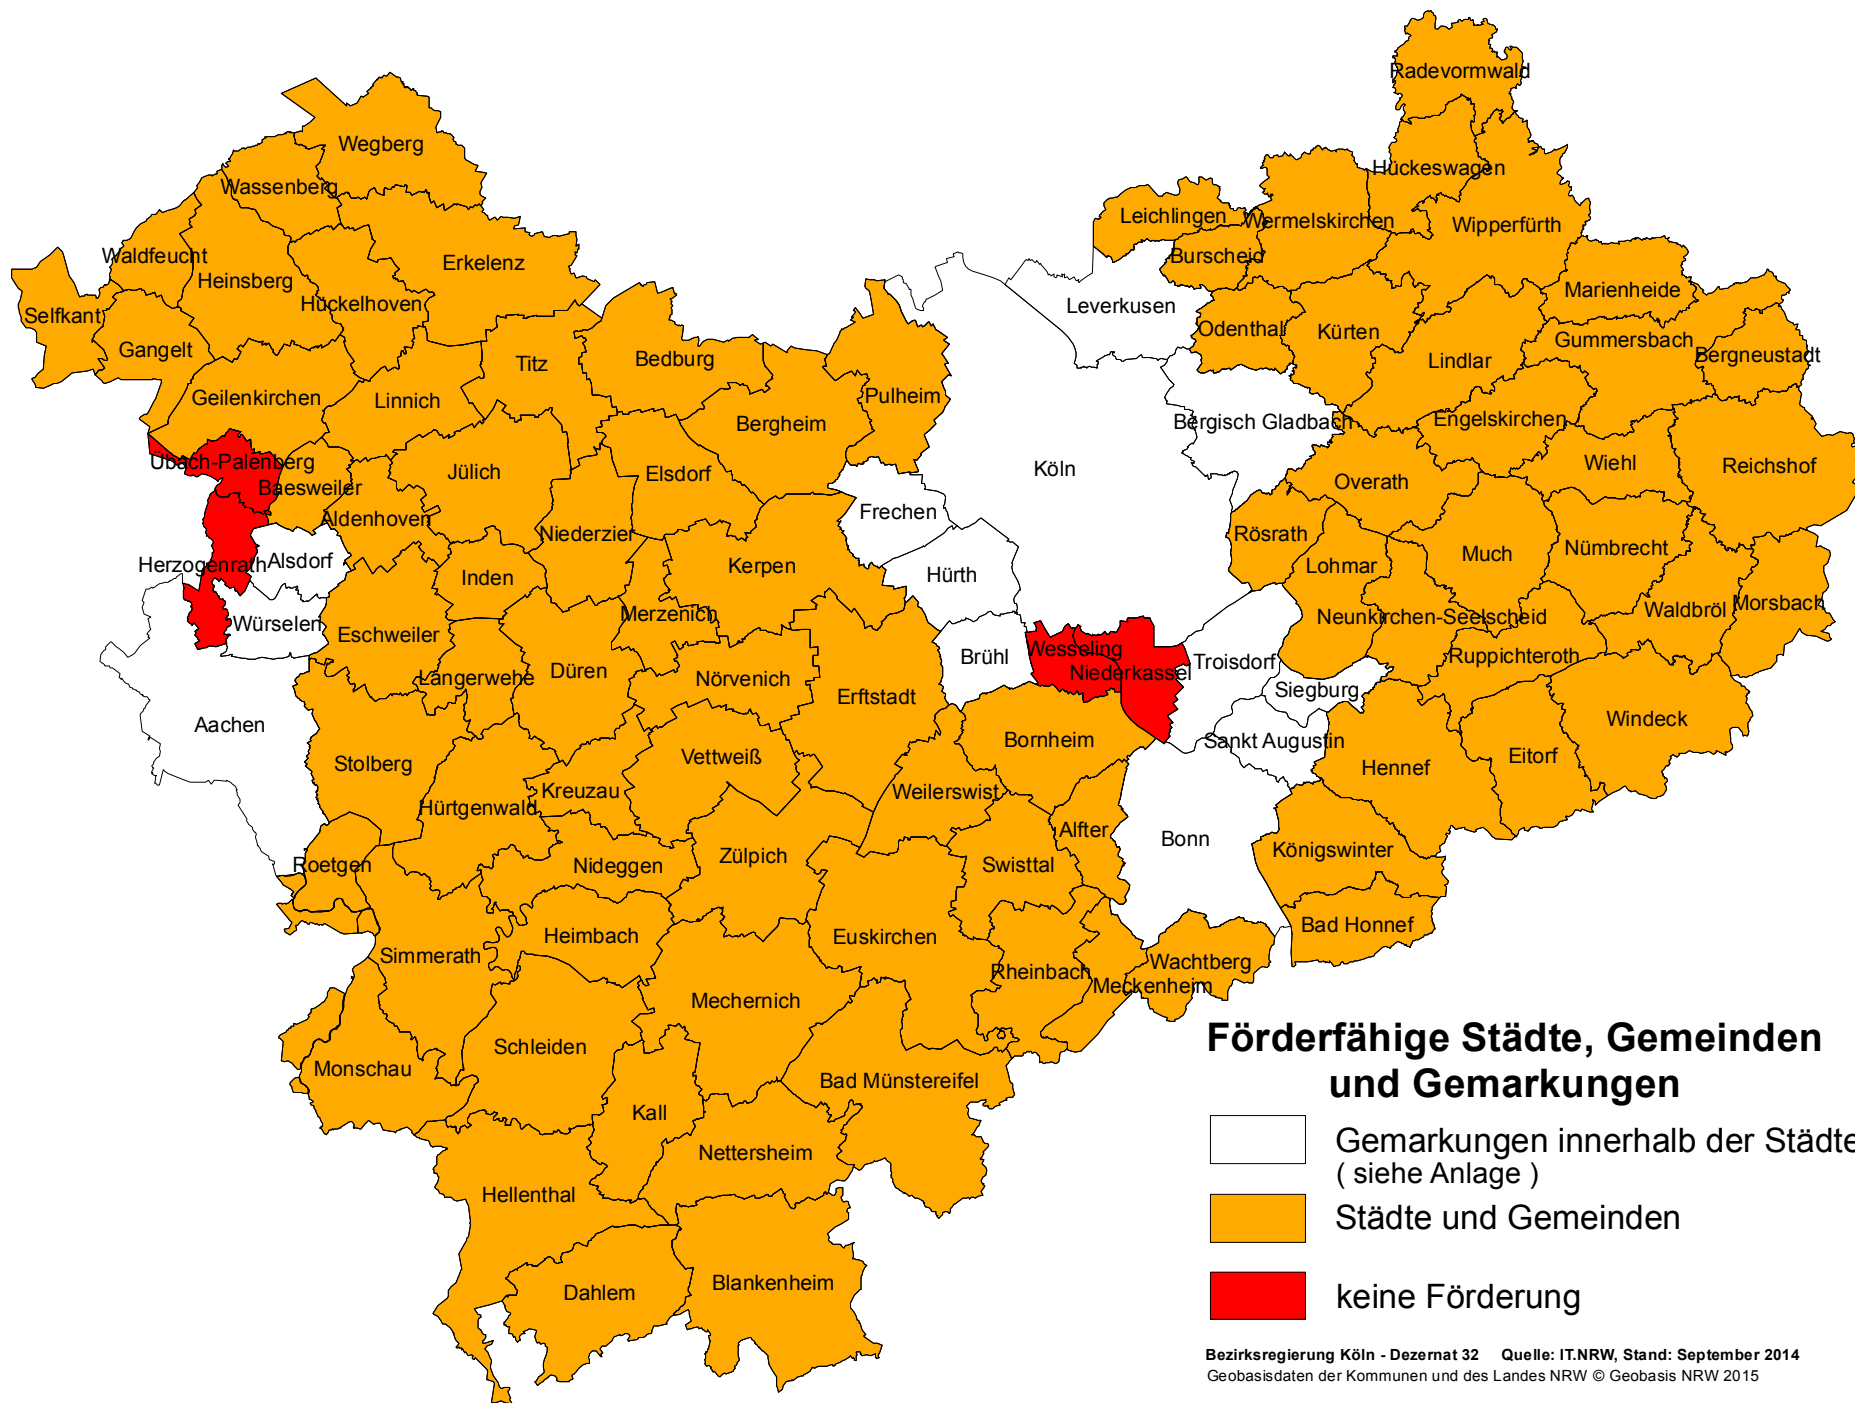 Radevormwald
Wegberg
Hückeswagen
Wassenberg
Leichlingen
Wermelskirchen
Wipperfürth
Waldfeucht
Burscheid
Erkelenz
Heinsberg
Marienheide
Hückelhoven
Leverkusen
Selfkant
Odenthal
Kürten
Gummersbach
Gangelt
Bedburg
Bergneustadt
Titz
Lindlar
Geilenkirchen
Linnich
Pulheim
Bergheim
Bergisch Gladbach
Engelskirchen
Übach-Palenberg
Köln
Wiehl
Reichshof
Jülich
Elsdorf
Overath
Baesweiler
Aldenhoven
Frechen
Niederzier
Rösrath
Nümbrecht
Much
Herzogenrath
Alsdorf
Kerpen
Lohmar
Inden
Hürth
Merzenich
Neunkirchen-Seelscheid
Waldbröl
Morsbach
Würselen
Eschweiler
Wesseling
Brühl
Ruppichteroth
Troisdorf
Langerwehe
Düren
Nörvenich
Niederkassel
Siegburg
Erftstadt
Aachen
Windeck
Bornheim
Sankt Augustin
Vettweiß
Eitorf
Stolberg
Hennef
Kreuzau
Weilerswist
Hürtgenwald
Alfter
Bonn
Königswinter
Zülpich
Roetgen
Nideggen
Swisttal
Bad Honnef
Heimbach
Euskirchen
Simmerath
Wachtberg
Rheinbach
Meckenheim
Mechernich
Schleiden
Monschau
Bad Münstereifel
Kall
Nettersheim
Hellenthal
Blankenheim
Dahlem
Förderfähige Städte, Gemeinden
und Gemarkungen
Gemarkungen innerhalb der Städte
( siehe Anlage )
Städte und Gemeinden
keine Förderung
Bezirksregierung Köln - Dezernat 32 Quelle: IT.NRW, Stand: September 2014
Geobasisdaten der Kommunen und des Landes NRW © Geobasis NRW 2015